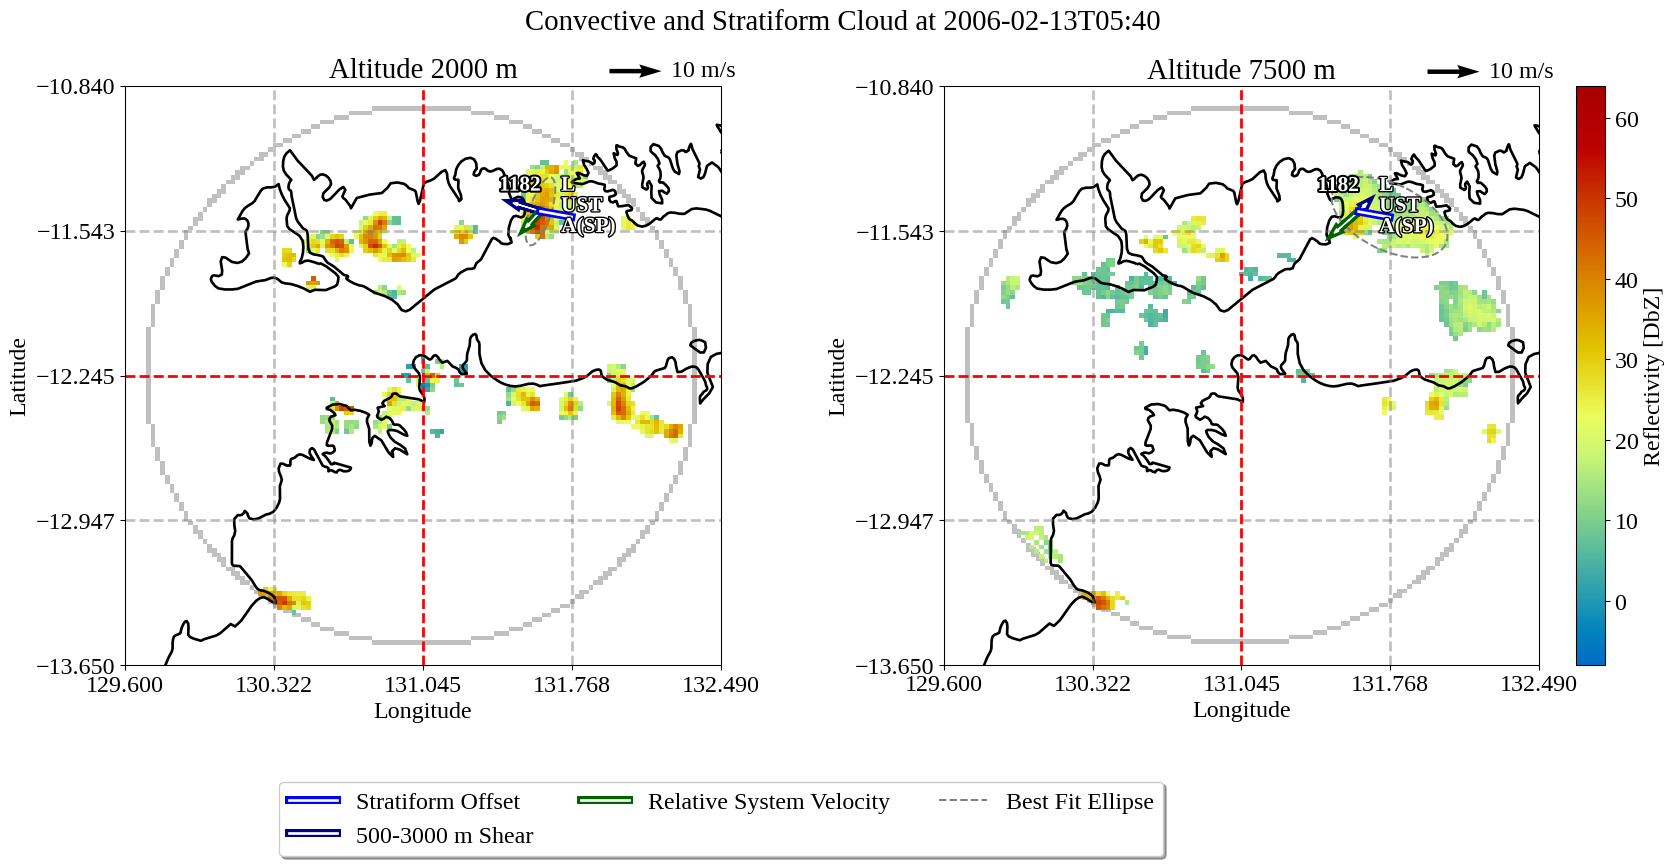 Convective and Stratiform Cloud at 2006-02-13T05:40
Altitude 2000 m
10 m/s
−10.840
−11.543
−12.245
−12.947
−13.650
Latitude
1182
L
UST
A(SP)
129.600
130.322
131.045
131.768
132.490
Longitude
Altitude 7500 m
10 m/s
−10.840
−11.543
−12.245
−12.947
−13.650
Latitude
1182
L
UST
A(SP)
129.600
130.322
131.045
131.768
132.490
Longitude
60
50
40
30
20
10
0
Reflectivity [DbZ]
Stratiform Offset
500-3000 m Shear
Relative System Velocity
Best Fit Ellipse